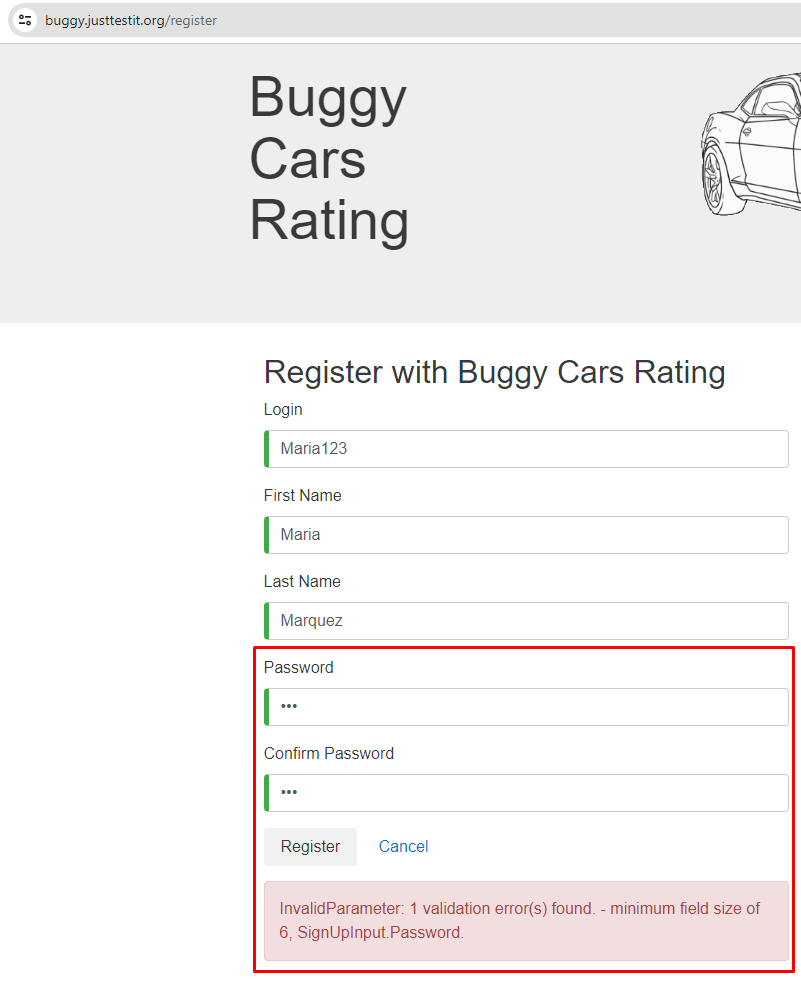 buggy.justtestit.org/register
Buggy
Cars
Rating
Register with Buggy Cars Rating
Login
Maria123
First Name
Maria
Last Name
Marquez
Password
•••
Confirm Password
•••
Register Cancel
InvalidParameter: 1 validation error(s) found. - minimum field size of
6, SignUpInput.Password.